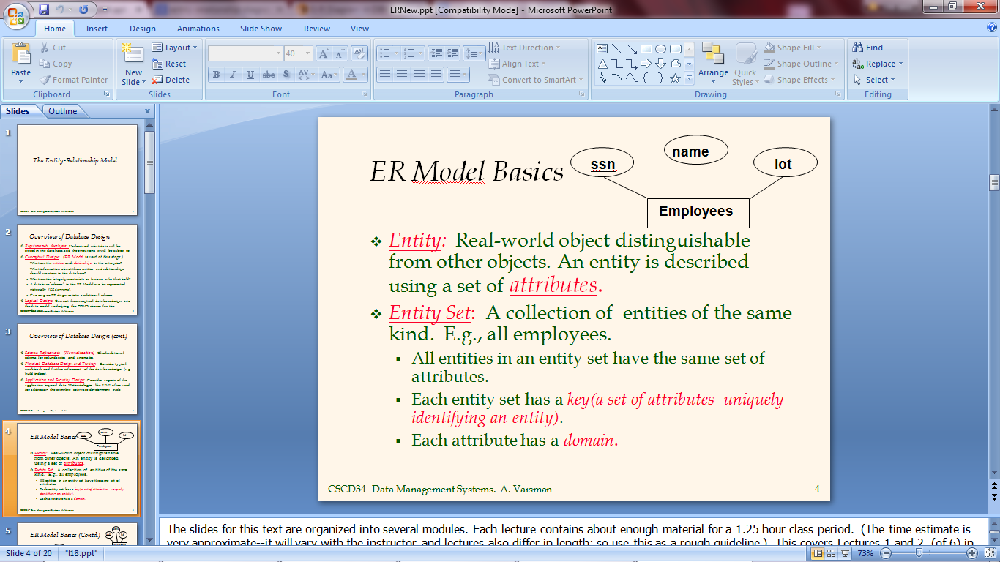 ERNew.ppt [Compatibility Mode] - Microsoft PowerPoint
Home Insert Design Animations Slide Show Review View
Paste
Cut
Copy
Format Painter
Clipboard
New Slide
Layout
Reset
Delete
Slides
40
B I U abc S AV Aa A
Font
Text Direction
Align Text
Convert to SmartArt
Paragraph
Arrange
Quick Styles
Shape Fill
Shape Outline
Shape Effects
Drawing
Find
Replace
Select
Editing
Slides Outline x
1
The Entity-Relationship Model
2
Overview of Database Design
3
Overview of Database Design (cont.)
4
ER Model Basics
5
ER Model Basics (Contd.)
ER Model Basics
ssn
name
lot
Employees
Entity: Real-world object distinguishable
from other objects. An entity is described
using a set of attributes.
Entity Set: A collection of entities of the same
kind. E.g., all employees.
All entities in an entity set have the same set of
attributes.
Each entity set has a key(a set of attributes uniquely
identifying an entity).
Each attribute has a domain.
CSCD34- Data Management Systems. A. Vaisman 4
The slides for this text are organized into several modules. Each lecture contains about enough material for a 1.25 hour class period. (The time estimate is
very approximate--it will vary with the instructor, and lectures also differ in length; so use this as a rough guideline.) This covers Lectures 1 and 2 (of 6) in
Slide 4 of 20 "l18.ppt" 73%